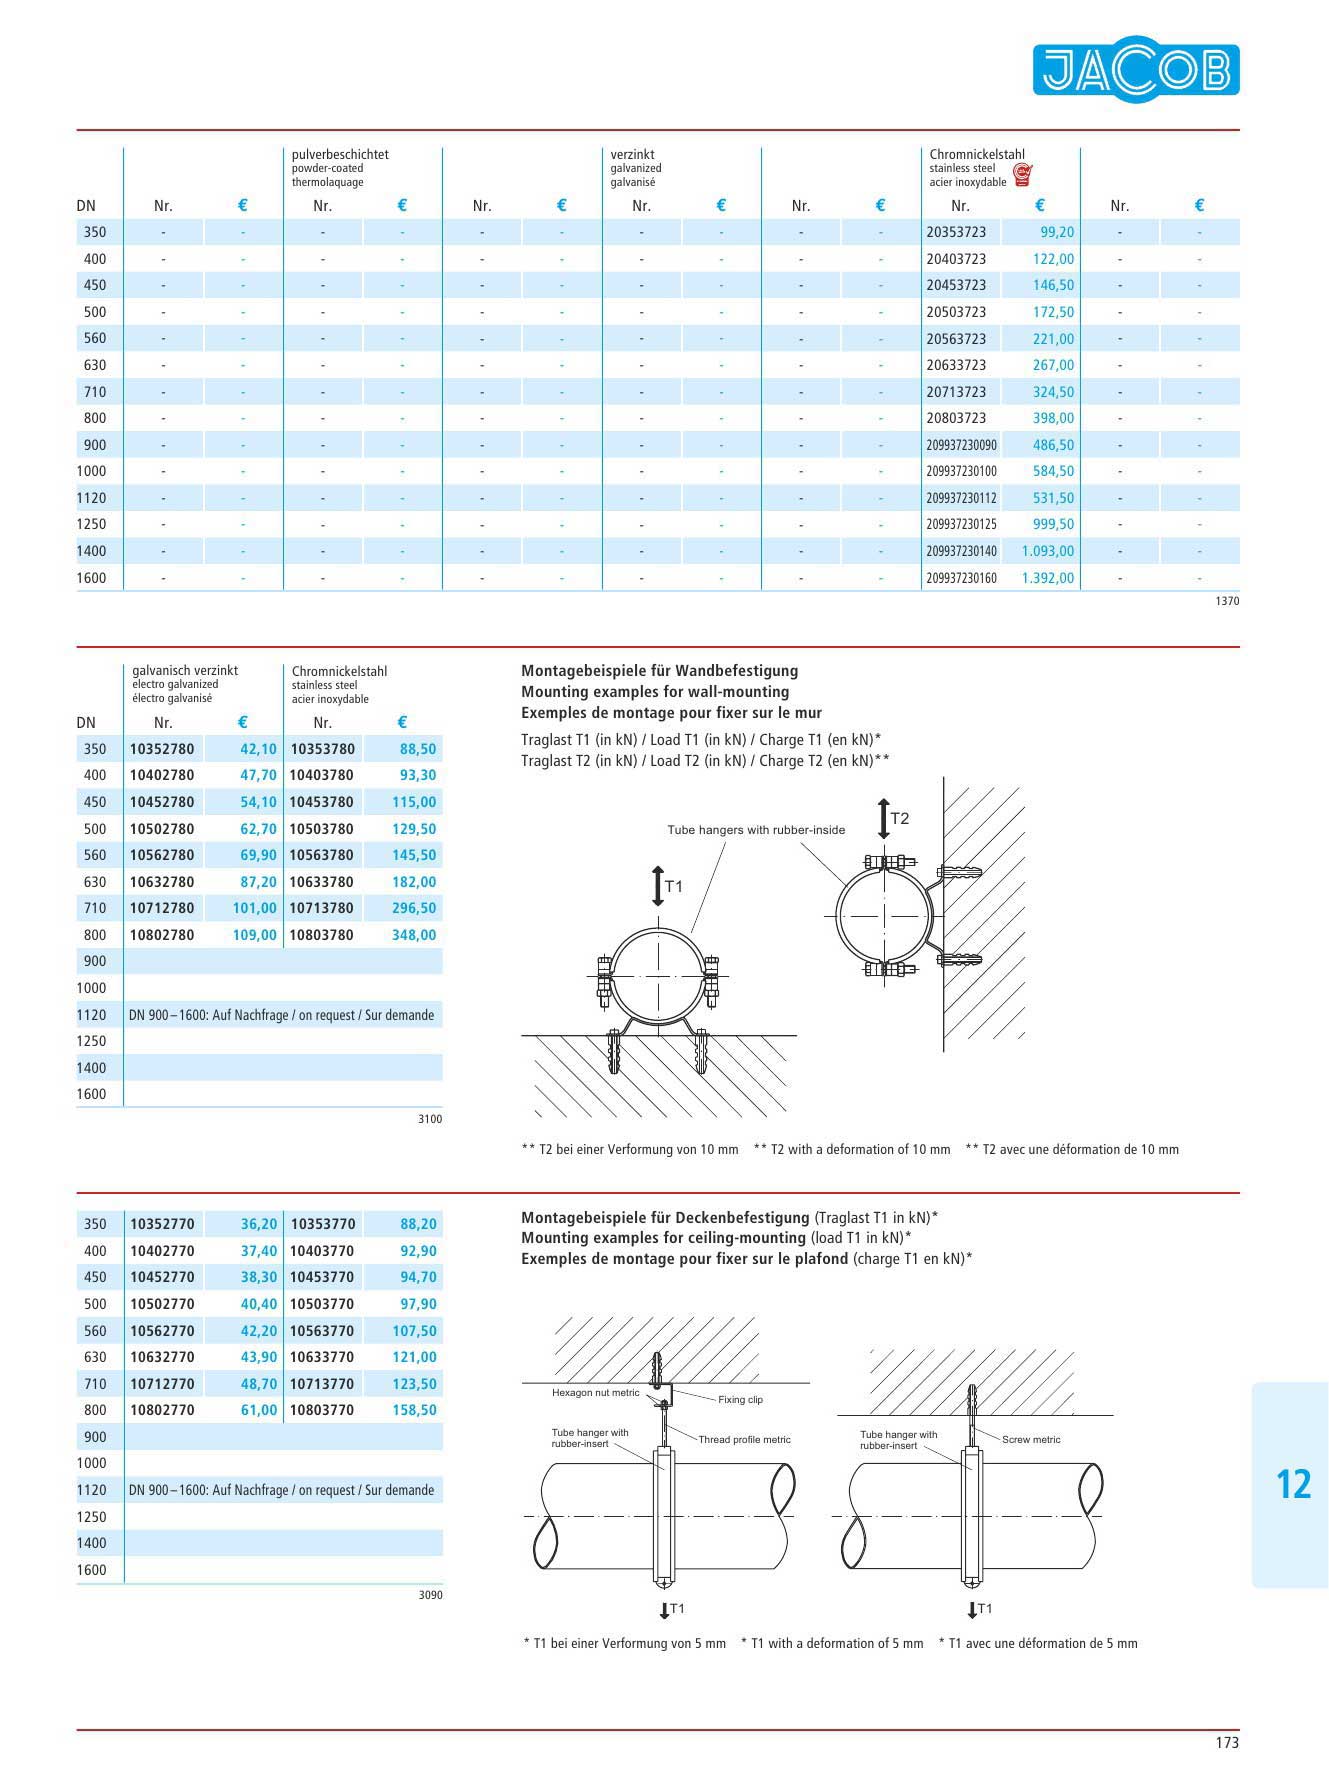 JACOB
pulverbeschichtet
powder-coated
thermolaquage
verzinkt
galvanized
galvanisé
Chromnickelstahl
stainless steel
acier inoxydable
DN Nr. € Nr. € Nr. € Nr. € Nr. € Nr. € Nr. €
350 - - - - - - - - - - 20353723 99,20 - -
400 - - - - - - - - - - 20403723 122,00 - -
450 - - - - - - - - - - 20453723 146,50 - -
500 - - - - - - - - - - 20503723 172,50 - -
560 - - - - - - - - - - 20563723 221,00 - -
630 - - - - - - - - - - 20633723 267,00 - -
710 - - - - - - - - - - 20713723 324,50 - -
800 - - - - - - - - - - 20803723 398,00 - -
900 - - - - - - - - - - 209937230090 486,50 - -
1000 - - - - - - - - - - 209937230100 584,50 - -
1120 - - - - - - - - - - 209937230112 531,50 - -
1250 - - - - - - - - - - 209937230125 999,50 - -
1400 - - - - - - - - - - 209937230140 1.093,00 - -
1600 - - - - - - - - - - 209937230160 1.392,00 - -
1370
galvanisch verzinkt
electro galvanized
électro galvanisé
Chromnickelstahl
stainless steel
acier inoxydable
DN Nr. € Nr. €
350 10352780 42,10 10353780 88,50
400 10402780 47,70 10403780 93,30
450 10452780 54,10 10453780 115,00
500 10502780 62,70 10503780 129,50
560 10562780 69,90 10563780 145,50
630 10632780 87,20 10633780 182,00
710 10712780 101,00 10713780 296,50
800 10802780 109,00 10803780 348,00
900
1000
1120 DN 900–1600: Auf Nachfrage / on request / Sur demande
1250
1400
1600
3100
Montagebeispiele für Wandbefestigung
Mounting examples for wall-mounting
Exemples de montage pour fixer sur le mur
Traglast T1 (in kN) / Load T1 (in kN) / Charge T1 (en kN)*
Traglast T2 (in kN) / Load T2 (in kN) / Charge T2 (en kN)**
T2
Tube hangers with rubber-inside
T1
** T2 bei einer Verformung von 10 mm ** T2 with a deformation of 10 mm ** T2 avec une déformation de 10 mm
350 10352770 36,20 10353770 88,20
400 10402770 37,40 10403770 92,90
450 10452770 38,30 10453770 94,70
500 10502770 40,40 10503770 97,90
560 10562770 42,20 10563770 107,50
630 10632770 43,90 10633770 121,00
710 10712770 48,70 10713770 123,50
800 10802770 61,00 10803770 158,50
900
1000
1120 DN 900–1600: Auf Nachfrage / on request / Sur demande
1250
1400
1600
3090
Montagebeispiele für Deckenbefestigung (Traglast T1 in kN)*
Mounting examples for ceiling-mounting (load T1 in kN)*
Exemples de montage pour fixer sur le plafond (charge T1 en kN)*
Hexagon nut metric
Fixing clip
Tube hanger with
rubber-insert
Thread profile metric
T1
Tube hanger with
rubber-insert
Screw metric
T1
* T1 bei einer Verformung von 5 mm * T1 with a deformation of 5 mm * T1 avec une déformation de 5 mm
12
173